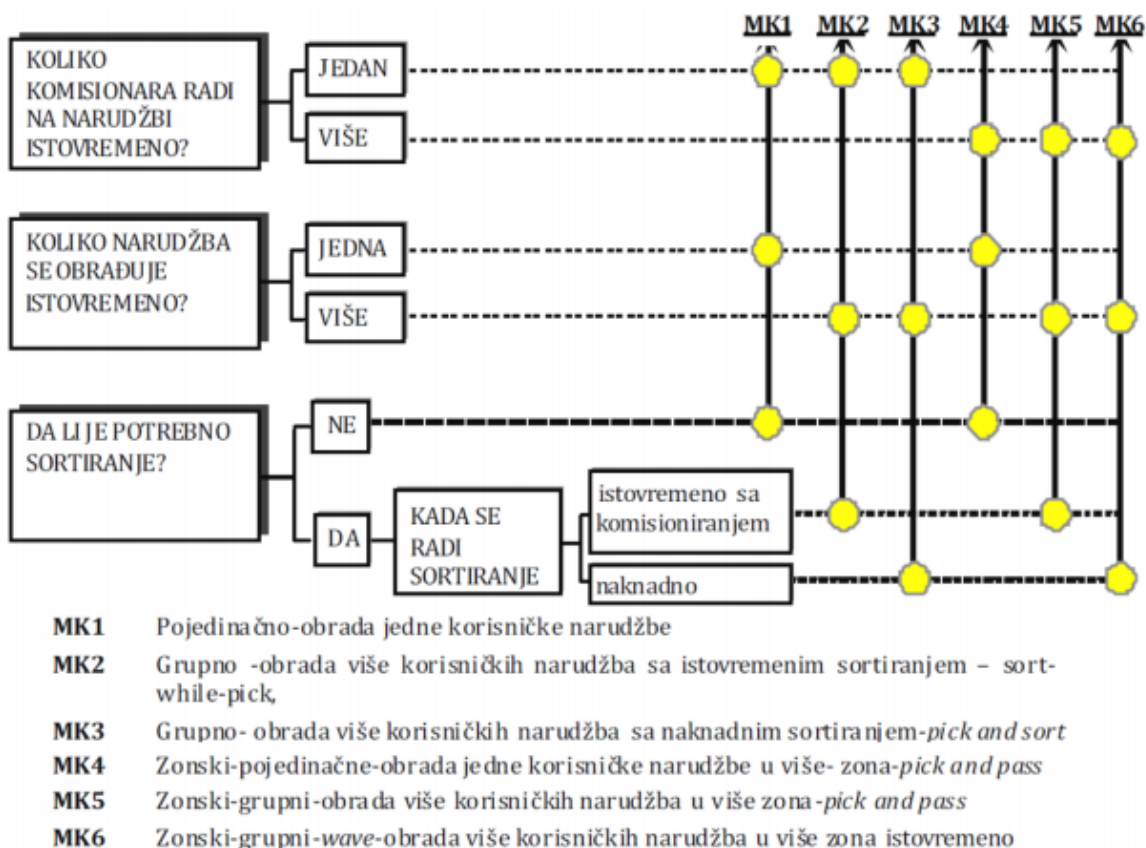 MK1 MK2 MK3 MK4 MK5 MK6
KOLIKO
KOMISIONARA RADI
NA NARUDŽBI
ISTOVREMENO?
JEDAN
VIŠE
KOLIKO NARUDŽBA
SE OBRAĐUJE
ISTOVREMENO?
JEDNA
VIŠE
DA LI JE POTREBNO
SORTIRANJE?
NE
DA
KADA SE
RADI
SORTIRANJE
istovremeno sa
komisioniranjem
naknadno
MK1 Pojedinačno-obrada jedne korisničke narudžbe
MK2 Grupno -obrada više korisničkih narudžba sa istovremenim sortiranjem – sort-
while-pick,
MK3 Grupno- obrada više korisničkih narudžba sa naknadnim sortiranjem-pick and sort
MK4 Zonski-pojedinačne-obrada jedne korisničke narudžbe u više- zona-pick and pass
MK5 Zonski-grupni-obrada više korisničkih narudžba u više zona-pick and pass
MK6 Zonski-grupni-wave-obrada više korisničkih narudžba u više zona istovremeno